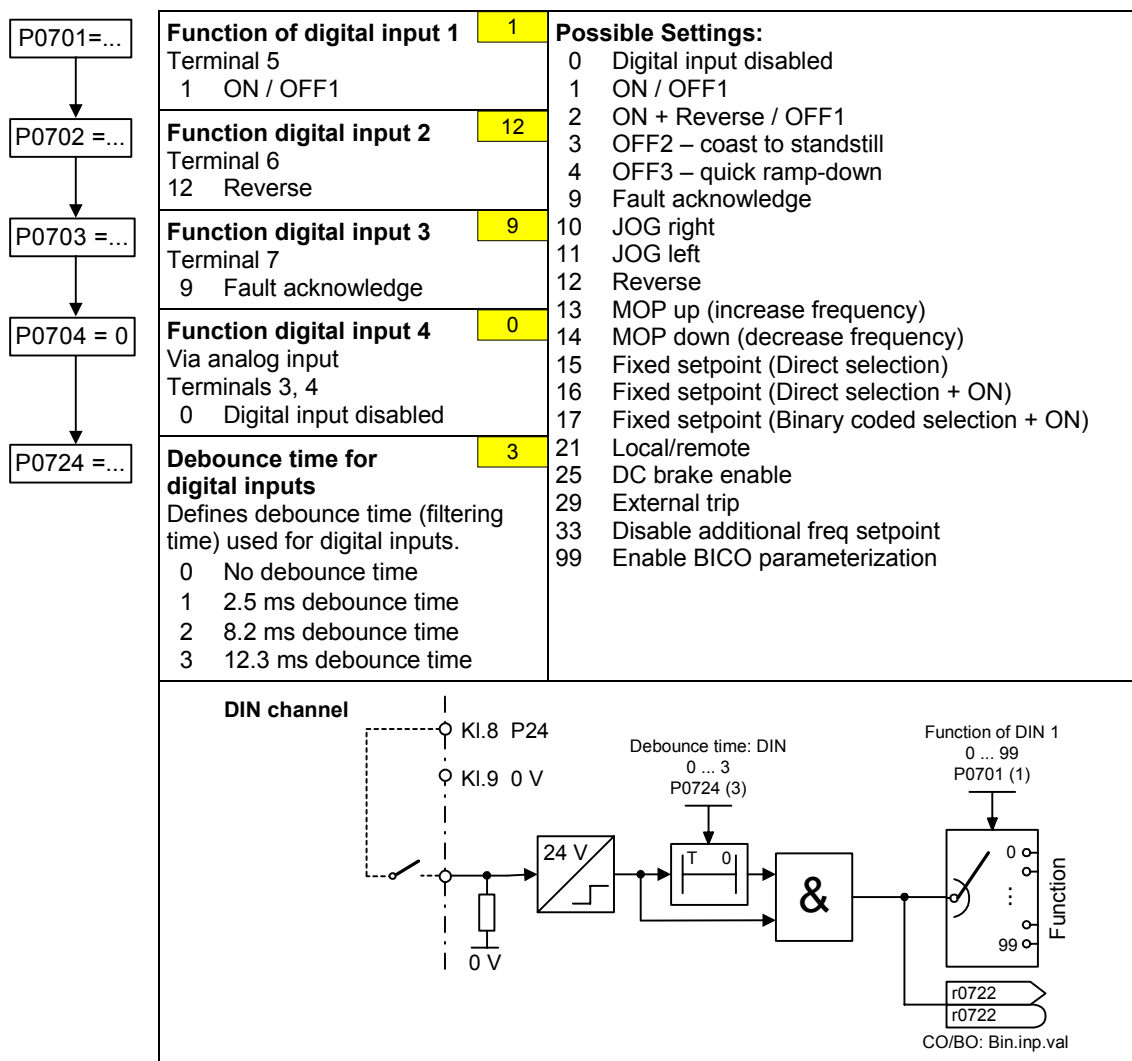 P0701=...
P0702 =...
P0703 =...
P0704 = 0
P0724 =...
Function of digital input 1 1
Terminal 5
1 ON / OFF1
Function digital input 2 12
Terminal 6
12 Reverse
Function digital input 3 9
Terminal 7
9 Fault acknowledge
Function digital input 4 0
Via analog input
Terminals 3, 4
0 Digital input disabled
Debounce time for 3
digital inputs
Defines debounce time (filtering
time) used for digital inputs.
0 No debounce time
1 2.5 ms debounce time
2 8.2 ms debounce time
3 12.3 ms debounce time
Possible Settings:
0 Digital input disabled
1 ON / OFF1
2 ON + Reverse / OFF1
3 OFF2 – coast to standstill
4 OFF3 – quick ramp-down
9 Fault acknowledge
10 JOG right
11 JOG left
12 Reverse
13 MOP up (increase frequency)
14 MOP down (decrease frequency)
15 Fixed setpoint (Direct selection)
16 Fixed setpoint (Direct selection + ON)
17 Fixed setpoint (Binary coded selection + ON)
21 Local/remote
25 DC brake enable
29 External trip
33 Disable additional freq setpoint
99 Enable BICO parameterization
DIN channel
Kl.8 P24
Kl.9 0 V
0 V
24 V
Debounce time: DIN
0 ... 3
P0724 (3)
T 0
&
Function of DIN 1
0 ... 99
P0701 (1)
0
99
Function
r0722
r0722
CO/BO: Bin.inp.val